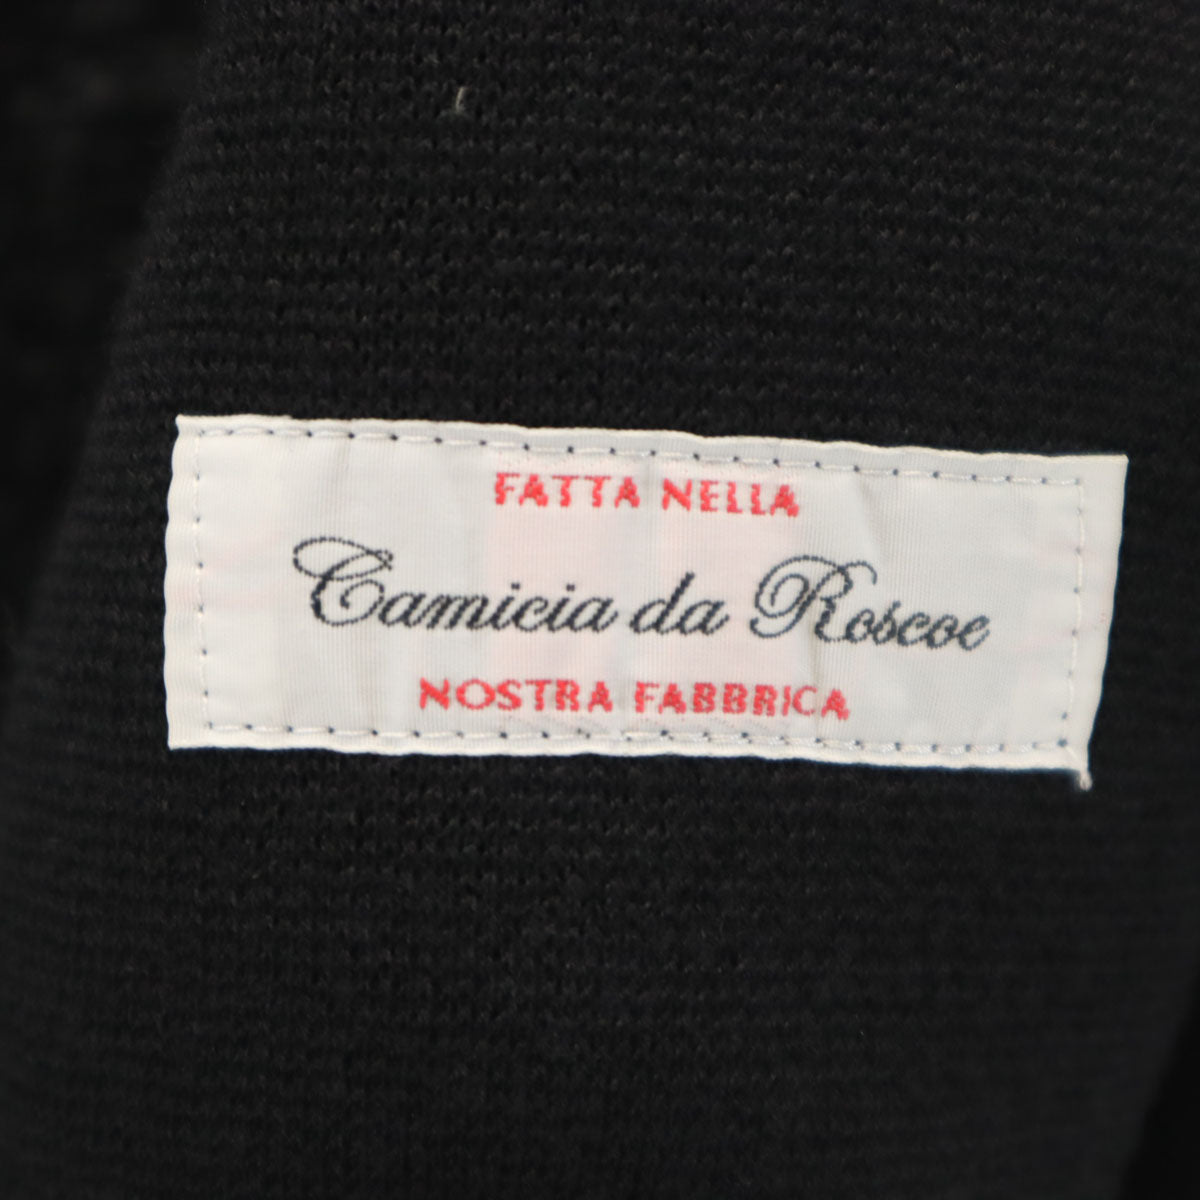 FATTA NELLA
Camicia da Roscoe
NOSTRA FABBRICA